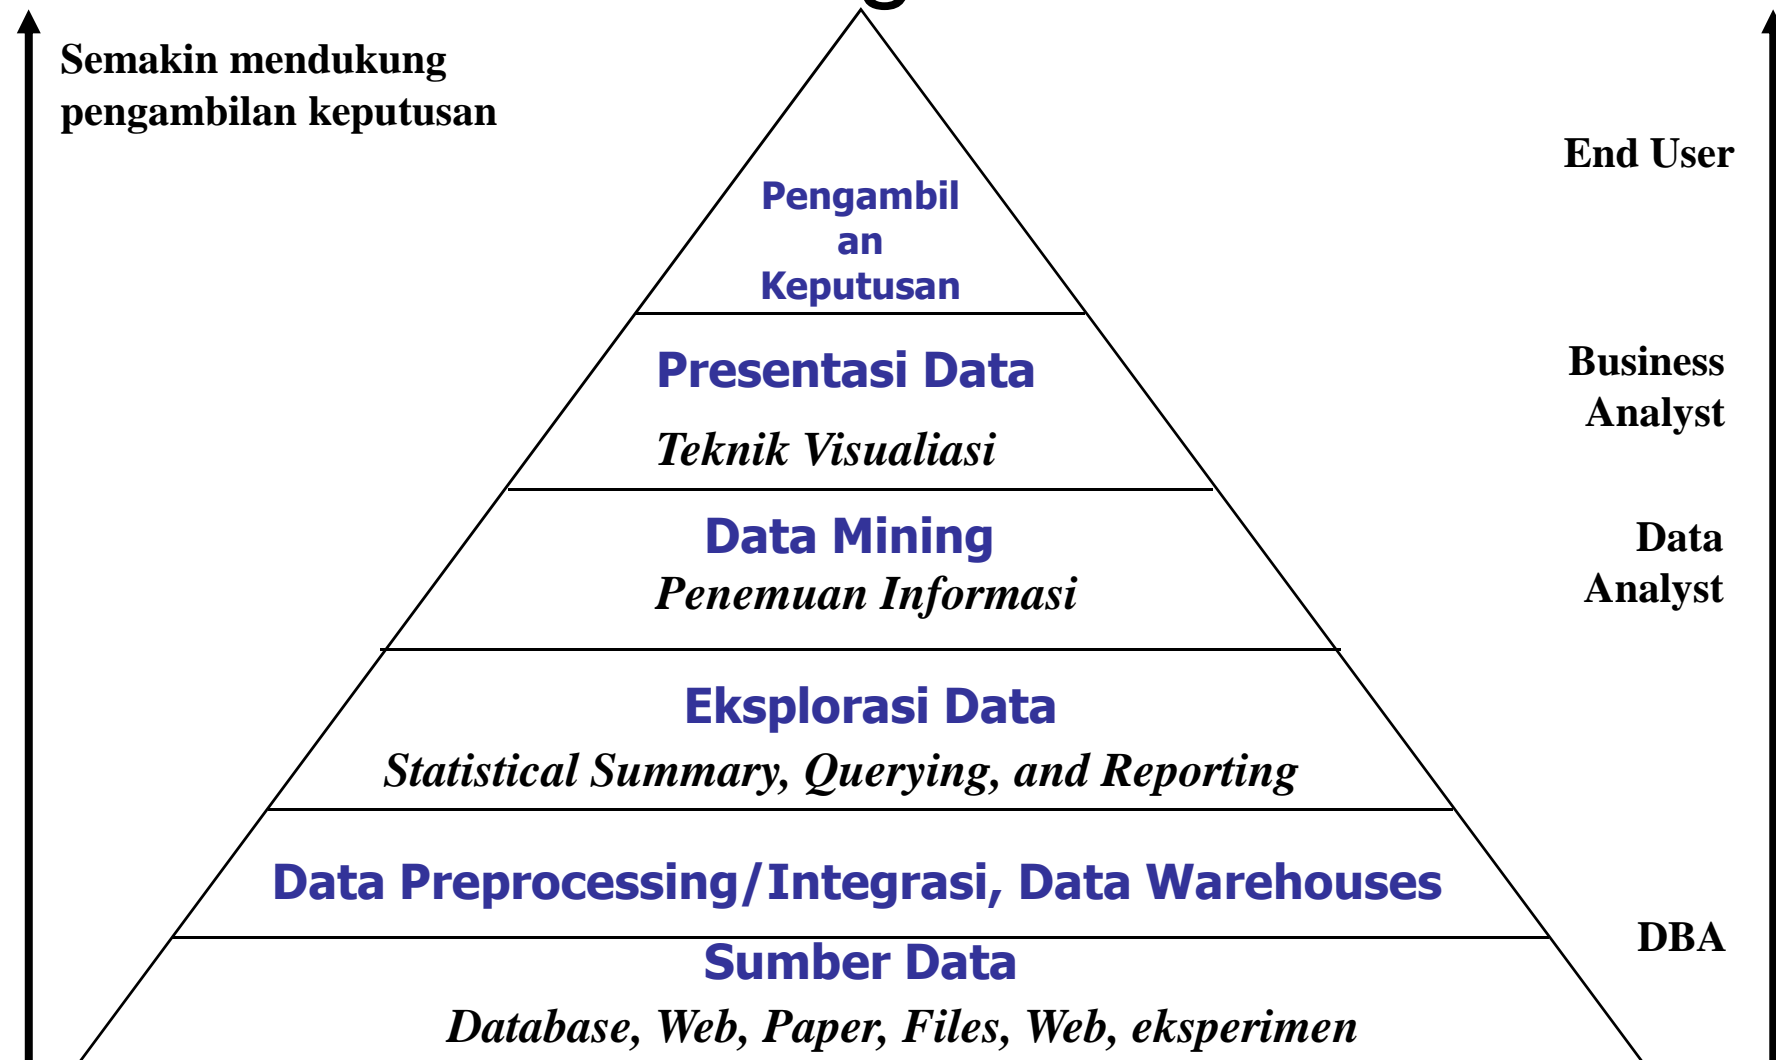 Semakin mendukung
pengambilan keputusan
End User
Pengambil
an
Keputusan
Presentasi Data
Teknik Visualiasi
Business
Analyst
Data Mining
Penemuan Informasi
Data
Analyst
Eksplorasi Data
Statistical Summary, Querying, and Reporting
Data Preprocessing/Integrasi, Data Warehouses
DBA
Sumber Data
Database, Web, Paper, Files, Web, eksperimen